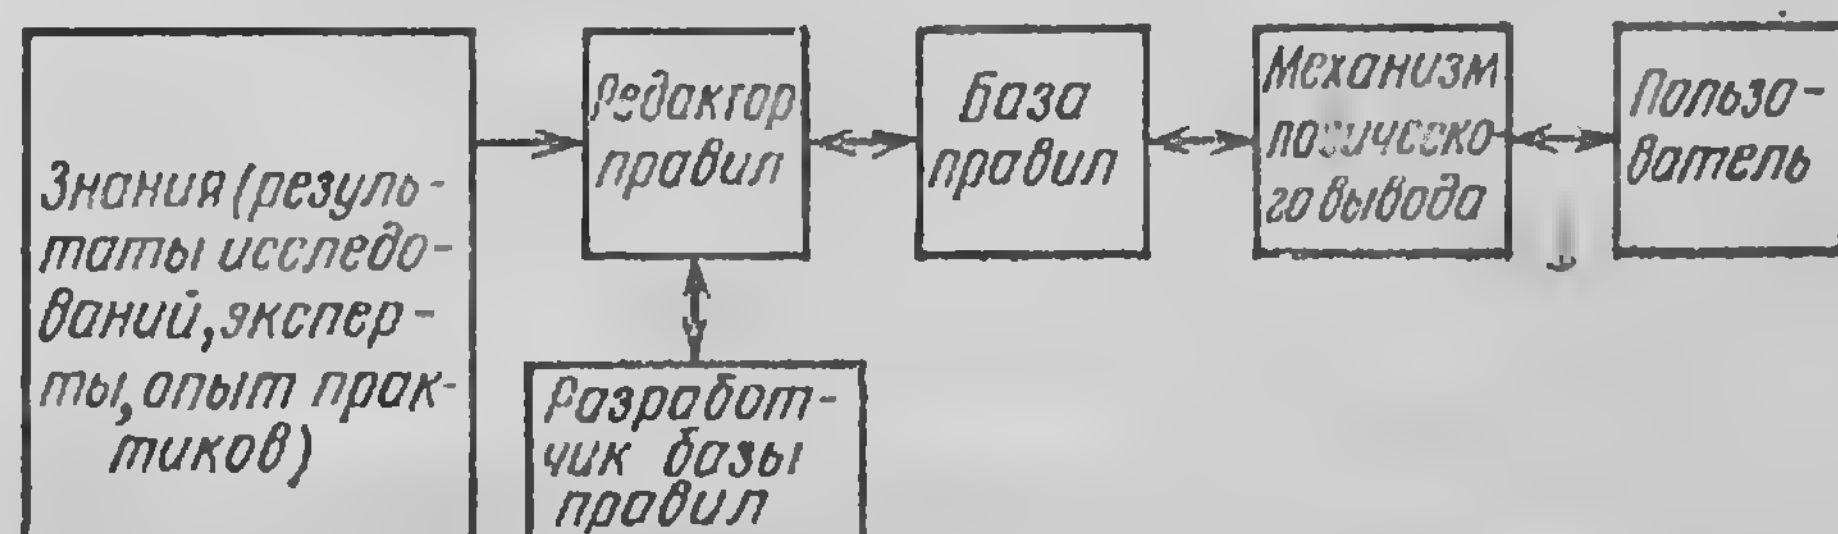 Знания (резуль-
таты исследо-
ваний, экспер-
ты, опыт прак-
тиков)
Редактор
правил
База
правил
Механизм
логическо-
го вывода
Пользо-
ватель
Разработ-
чик базы
правил